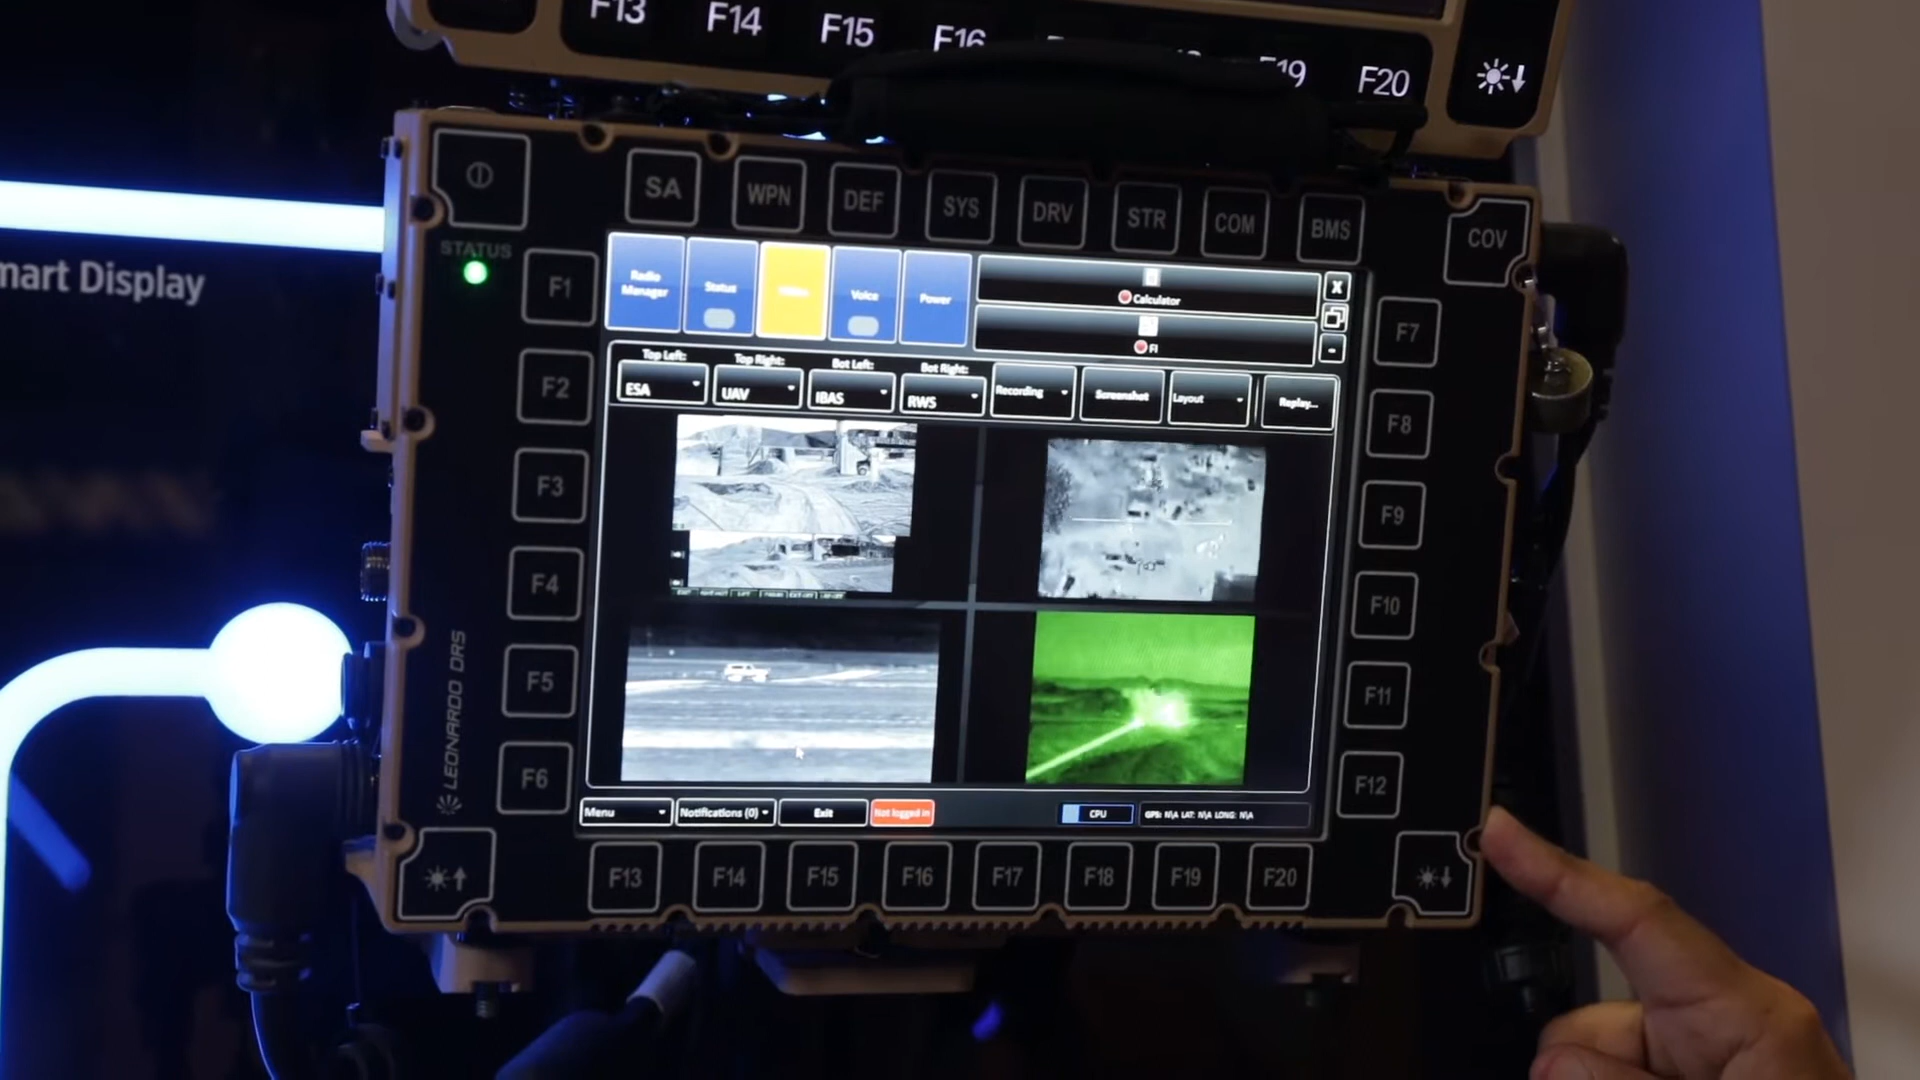 F13 F14 F15 F16 F19 F20
SA WPN DEF SYS DRV STR COM BMS COV
STATUS
mart Display
F1
F2
F3
F4
F5
F6
LEONARDO DRS
Radio
Manager
Status
Voice
Power
Calculator
FI
X
Top Left: Top Right: Bot Left: Bot Right:
ESA UAV IBAS RWS Recording Screenshot Layout Replay...
Menu Notifications (0) Exit Not logged in CPU GPS: N/A LAT: N/A LONG: N/A
F7
F8
F9
F10
F11
F12
F13 F14 F15 F16 F17 F18 F19 F20